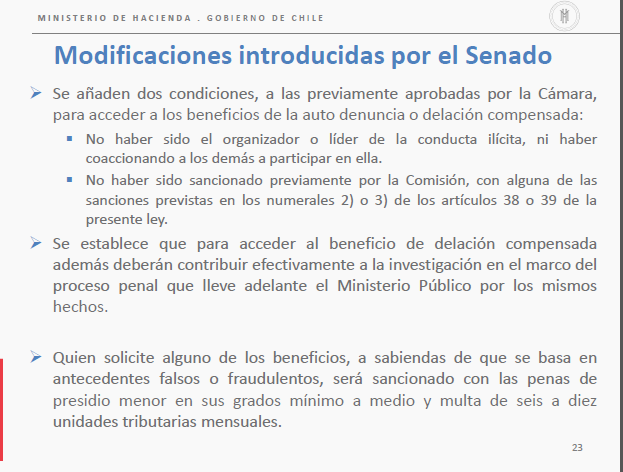 MINISTERIO DE HACIENDA . GOBIERNO DE CHILE
Modificaciones introducidas por el Senado
Se añaden dos condiciones, a las previamente aprobadas por la Cámara,
para acceder a los beneficios de la auto denuncia o delación compensada:
No haber sido el organizador o líder de la conducta ilícita, ni haber
coaccionando a los demás a participar en ella.
No haber sido sancionado previamente por la Comisión, con alguna de las
sanciones previstas en los numerales 2) o 3) de los artículos 38 o 39 de la
presente ley.
Se establece que para acceder al beneficio de delación compensada
además deberán contribuir efectivamente a la investigación en el marco del
proceso penal que lleve adelante el Ministerio Público por los mismos
hechos.
Quien solicite alguno de los beneficios, a sabiendas de que se basa en
antecedentes falsos o fraudulentos, será sancionado con las penas de
presidio menor en sus grados mínimo a medio y multa de seis a diez
unidades tributarias mensuales.
23